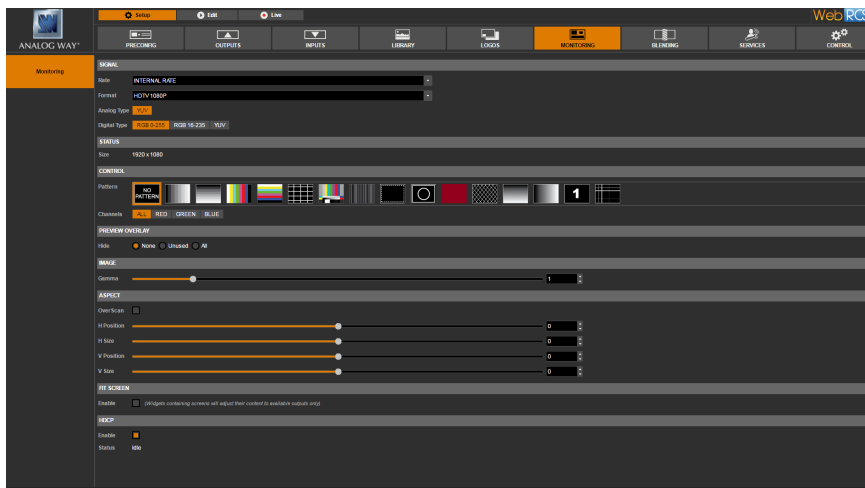 Setup Edit Live
Web RCS
ANALOG WAY®
PRECONFIG OUTPUTS INPUTS LIBRARY LOGOS MONITORING BLENDING SERVICES CONTROL
Monitoring
SIGNAL
Rate INTERNAL RATE
Format HDTV 1080P
Analog Type YUV
Digital Type RGB 0-255 RGB 16-235 YUV
STATUS
Size 1920 x 1080
CONTROL
Pattern NO PATTERN 1
Channels ALL RED GREEN BLUE
PREVIEW OVERLAY
Hide None Unused All
IMAGE
Gamma 1
ASPECT
OverScan
H Position 0
H Size 0
V Position 0
V Size 0
FIT SCREEN
Enable (Widgets containing screens will adjust their content to available outputs only)
HDCP
Enable
Status Idle